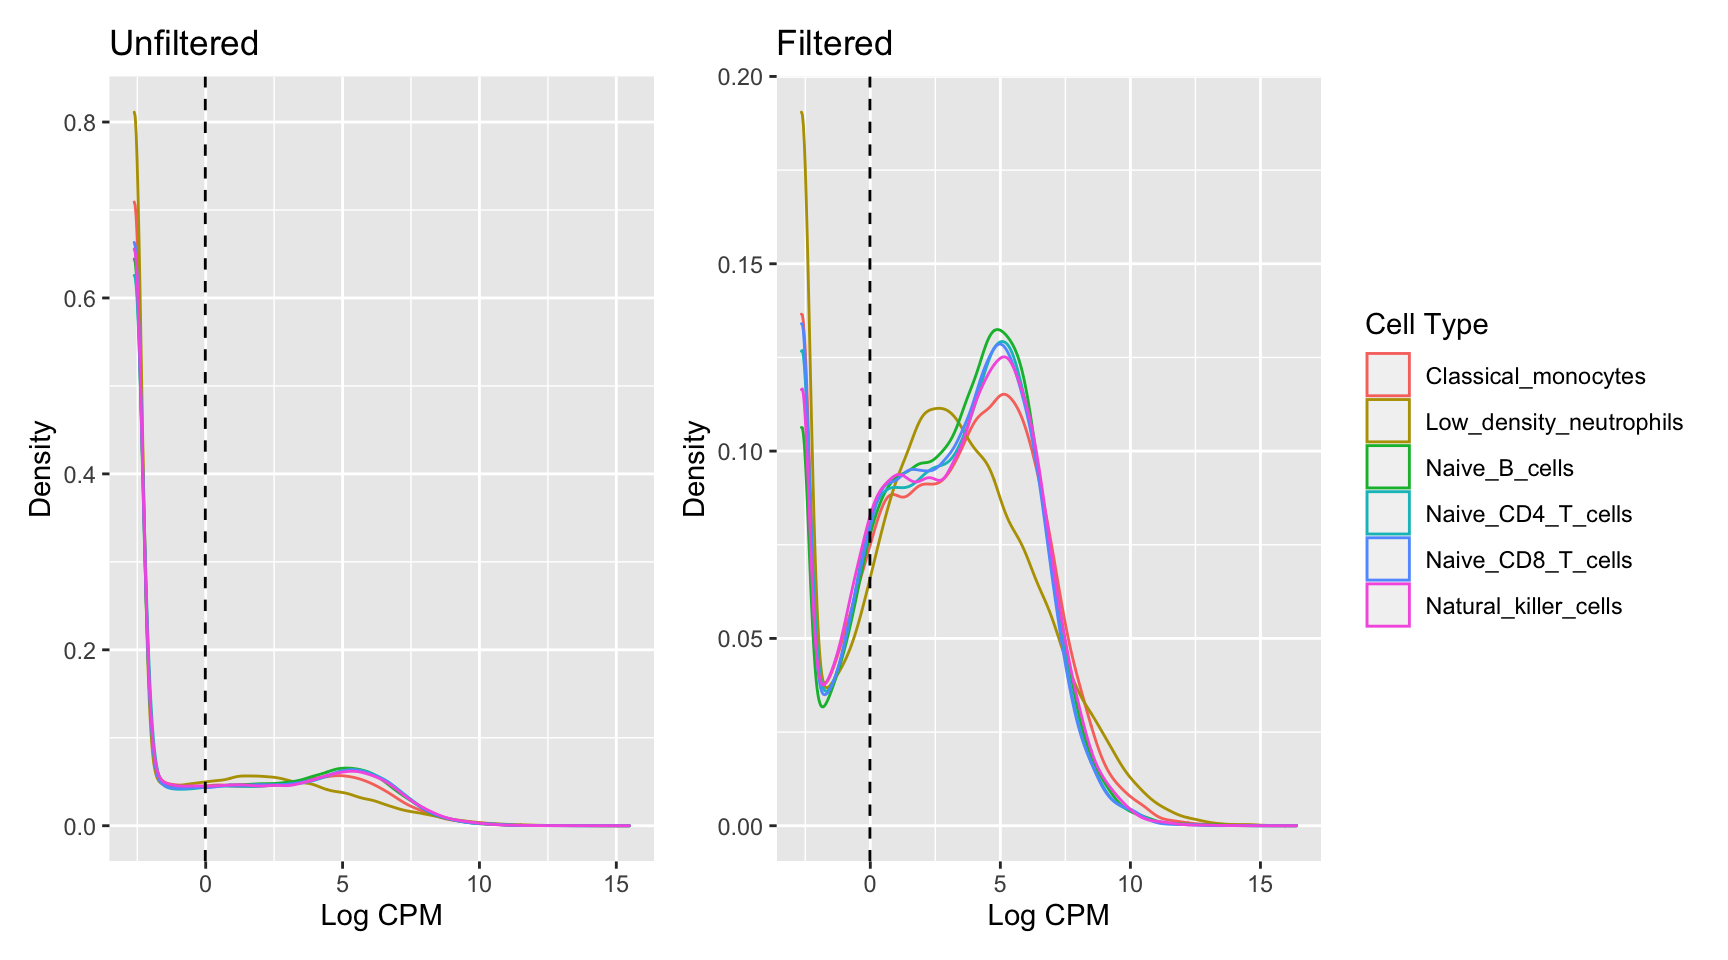 Unfiltered
Filtered
Density
0.8
0.6
0.4
0.2
0.0
0
5
10
15
Log CPM
Density
0.20
0.15
0.10
0.05
0.00
0
5
10
15
Log CPM
Cell Type
Classical_monocytes
Low_density_neutrophils
Naive_B_cells
Naive_CD4_T_cells
Naive_CD8_T_cells
Natural_killer_cells